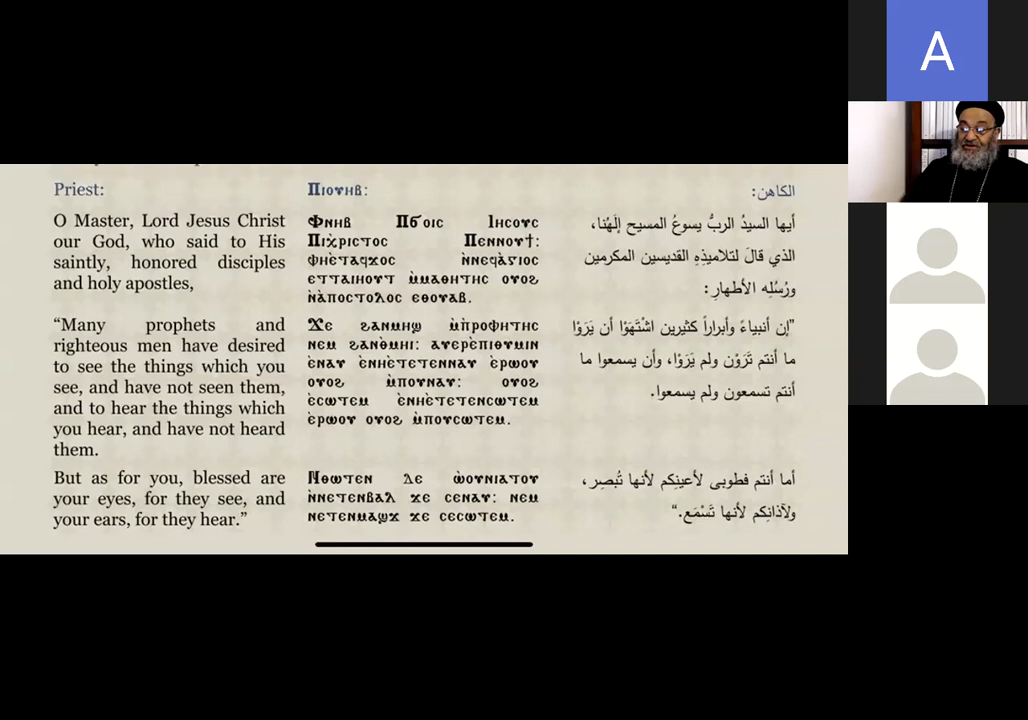 A
Priest:
O Master, Lord Jesus Christ
our God, who said to His
saintly, honored disciples
and holy apostles,
“Many prophets and
righteous men have desired
to see the things which you
see, and have not seen them,
and to hear the things which
you hear, and have not heard
them.
But as for you, blessed are
your eyes, for they see, and
your ears, for they hear.”
Ⲡⲓⲟⲩⲏⲃ:
Ⲫⲛⲏⲃ Ⲡϭⲟⲓⲥ Ⲓⲏⲥⲟⲩⲥ
Ⲡⲓⲭ̀ⲣⲓⲥⲧⲟⲥ Ⲡⲉⲛⲛⲟⲩϯ:
ⲫⲏⲉ̀ⲧⲁϥϫⲟⲥ ⲛ̀ⲛⲉϥⲁ̀ⲅⲓⲟⲥ
ⲉⲧⲧⲁⲓⲏⲟⲩⲧ ⲙ̀ⲙⲁⲑⲏⲧⲏⲥ ⲟⲩⲟϩ
ⲛ̀ⲁⲡⲟⲥⲧⲟⲗⲟⲥ ⲉⲑⲟⲩⲁⲃ.
Ϫⲉ ϩⲁⲛⲙⲏϣ ⲙ̀ⲡⲣⲟⲫⲏⲧⲏⲥ
ⲛⲉⲙ ϩⲁⲛⲑ̀ⲙⲏⲓ: ⲁⲩⲉⲣⲉ̀ⲡⲓⲑⲩⲙⲓⲛ
ⲉ̀ⲛⲁⲩ ⲉ̀ⲛⲏⲉ̀ⲧⲉⲧⲉⲛⲛⲁⲩ ⲉ̀ⲣⲱⲟⲩ
ⲟⲩⲟϩ ⲙ̀ⲡⲟⲩⲛⲁⲩ: ⲟⲩⲟϩ
ⲉ̀ⲥⲱⲧⲉⲙ ⲉ̀ⲛⲏⲉ̀ⲧⲉⲧⲉⲛⲥⲱⲧⲉⲙ
ⲉ̀ⲣⲱⲟⲩ ⲟⲩⲟϩ ⲙ̀ⲡⲟⲩⲥⲱⲧⲉⲙ.
Ⲛⲑⲱⲧⲉⲛ ⲇⲉ ⲱ̀ⲟⲩⲛⲓⲁⲧⲟⲩ
ⲛ̀ⲛⲉⲧⲉⲛⲃⲁⲗ ϫⲉ ⲥⲉⲛⲁⲩ: ⲛⲉⲙ
ⲛⲉⲧⲉⲛⲙⲁϣϫ ϫⲉ ⲥⲉⲥⲱⲧⲉⲙ.
الكاهن:
أيها السيدُ الربُّ يسوعُ المسيح إلَهُنا،
الذي قالَ لتلاميذِهِ القديسين المكرمين
ورُسُلِه الأطهارِ:
"إن أنبياءً وأبراراً كثيرين اشْتَهَوْا أن يَرَوْا
ما أنتم تَرَوْن ولم يَرَوْا، وأن يسمعوا ما
أنتم تسمعون ولم يسمعوا.
أما أنتم فطوبى لأعينِكم لأنها تُبصِر،
ولآذانِكم لأنها تَسْمَع."